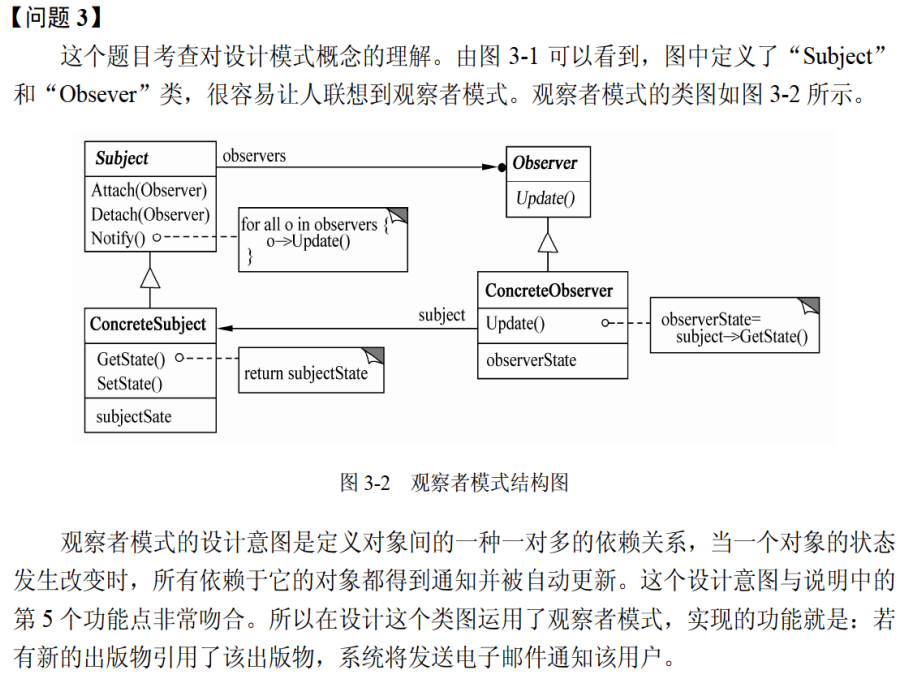 【问题 3】
这个题目考查对设计模式概念的理解。由图 3-1 可以看到，图中定义了“Subject”
和“Obsever”类，很容易让人联想到观察者模式。观察者模式的类图如图 3-2 所示。
Subject
observers
Observer
Attach(Observer)
Detach(Observer)
Notify()
for all o in observers {
o->Update()
}
Update()
ConcreteSubject
subject
ConcreteObserver
GetState()
SetState()
return subjectState
Update()
observerState=
subject->GetState()
subjectSate
observerState
图 3-2 观察者模式结构图
观察者模式的设计意图是定义对象间的一种一对多的依赖关系，当一个对象的状态
发生改变时，所有依赖于它的对象都得到通知并被自动更新。这个设计意图与说明中的
第 5 个功能点非常吻合。所以在设计这个类图运用了观察者模式，实现的功能就是：若
有新的出版物引用了该出版物，系统将发送电子邮件通知该用户。